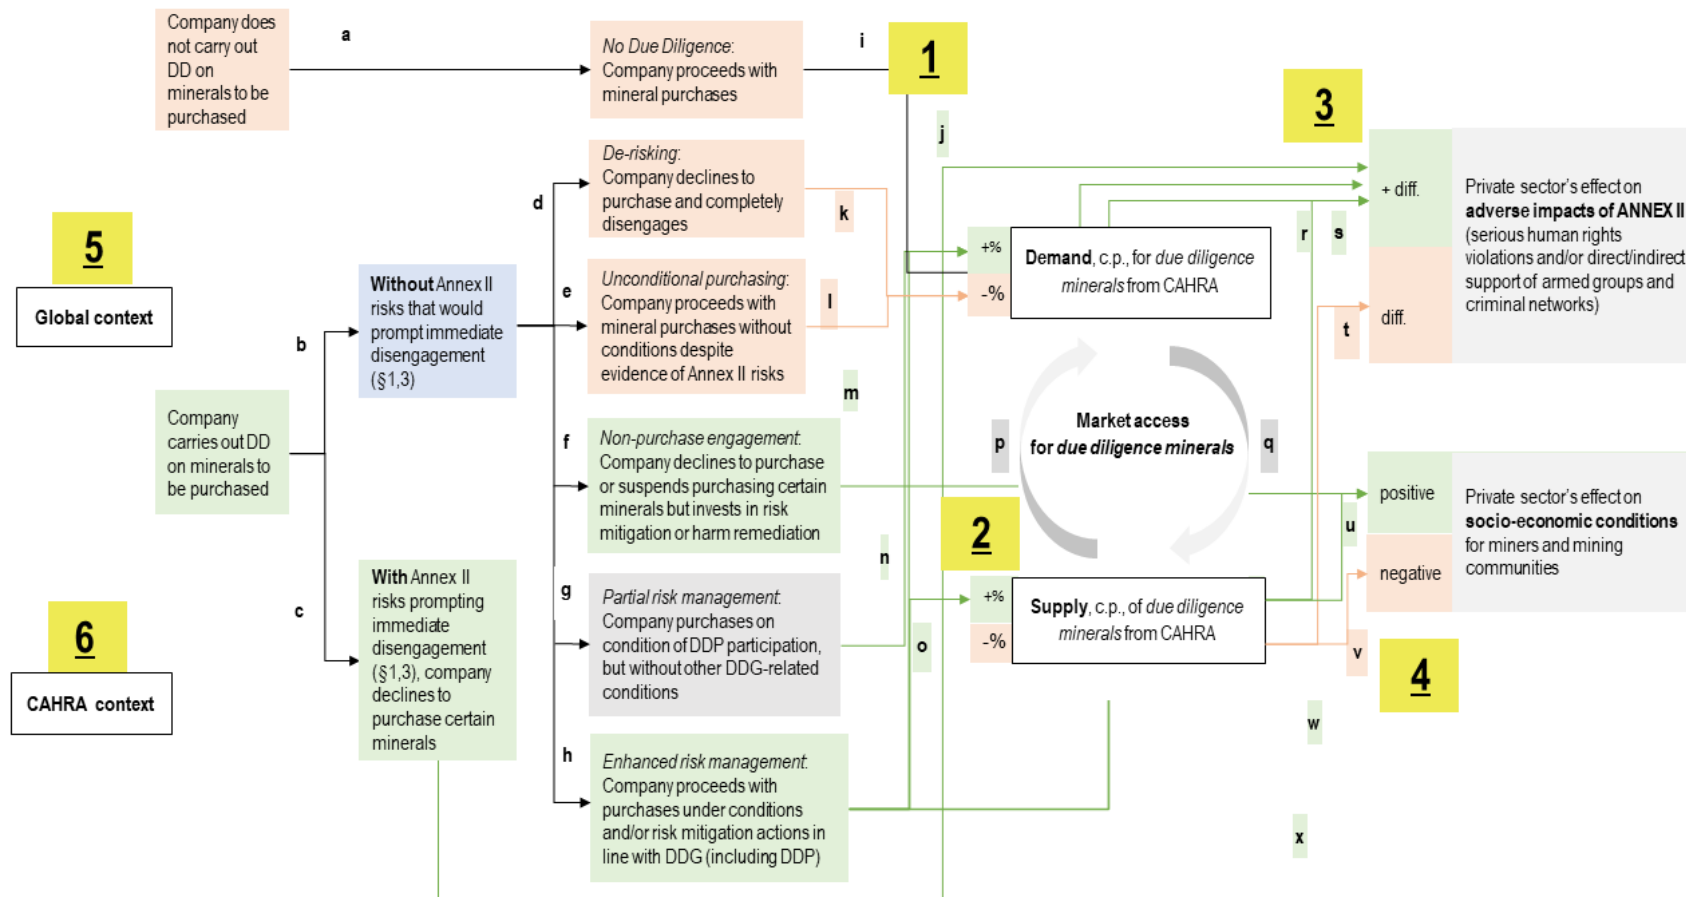 Company does
not carry out
DD on
minerals to be
purchased
a
No Due Diligence:
Company proceeds with
mineral purchases
i
1
3
j
De-risking:
Company declines to
purchase and completely
disengages
d
k
+ diff.
diff.
Private sector's effect on
adverse impacts of ANNEX II
(serious human rights
violations and/or direct/indirect
support of armed groups and
criminal networks)
r
s
t
5
Global context
b
Without Annex II
risks that would
prompt immediate
disengagement
(§1,3)
e
Unconditional purchasing:
Company proceeds with
mineral purchases without
conditions despite
evidence of Annex II risks
l
+%
-%
Demand, c.p., for due diligence
minerals from CAHRA
m
Company
carries out DD
on minerals to
be purchased
f
Non-purchase engagement:
Company declines to purchase
or suspends purchasing certain
minerals but invests in risk
mitigation or harm remediation
p
Market access
for due diligence minerals
q
positive
negative
Private sector's effect on
socio-economic conditions
for miners and mining
communities
u
2
n
6
CAHRA context
c
With Annex II
risks prompting
immediate
disengagement
(§1,3), company
declines to
purchase certain
minerals
g
Partial risk management:
Company purchases on
condition of DDP participation,
but without other DDG-related
conditions
o
+%
-%
Supply, c.p., of due diligence
minerals from CAHRA
v
4
w
h
Enhanced risk management:
Company proceeds with
purchases under conditions
and/or risk mitigation actions in
line with DDG (including DDP)
x